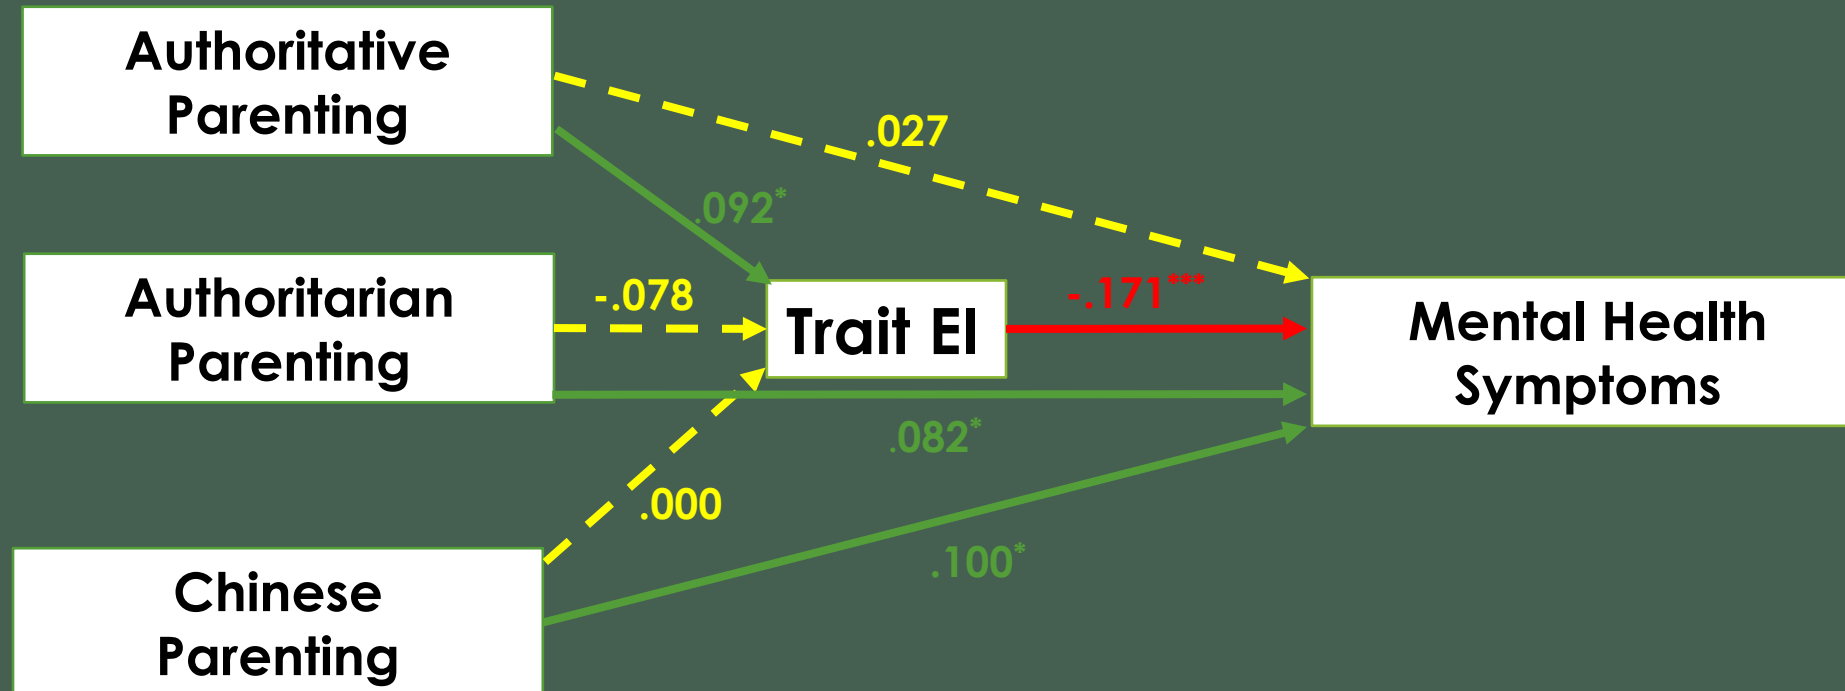 Authoritative
Parenting
.027
.092*
Authoritarian
Parenting
-.078
Trait EI
-.171***
Mental Health
Symptoms
.082*
.000
.100*
Chinese
Parenting